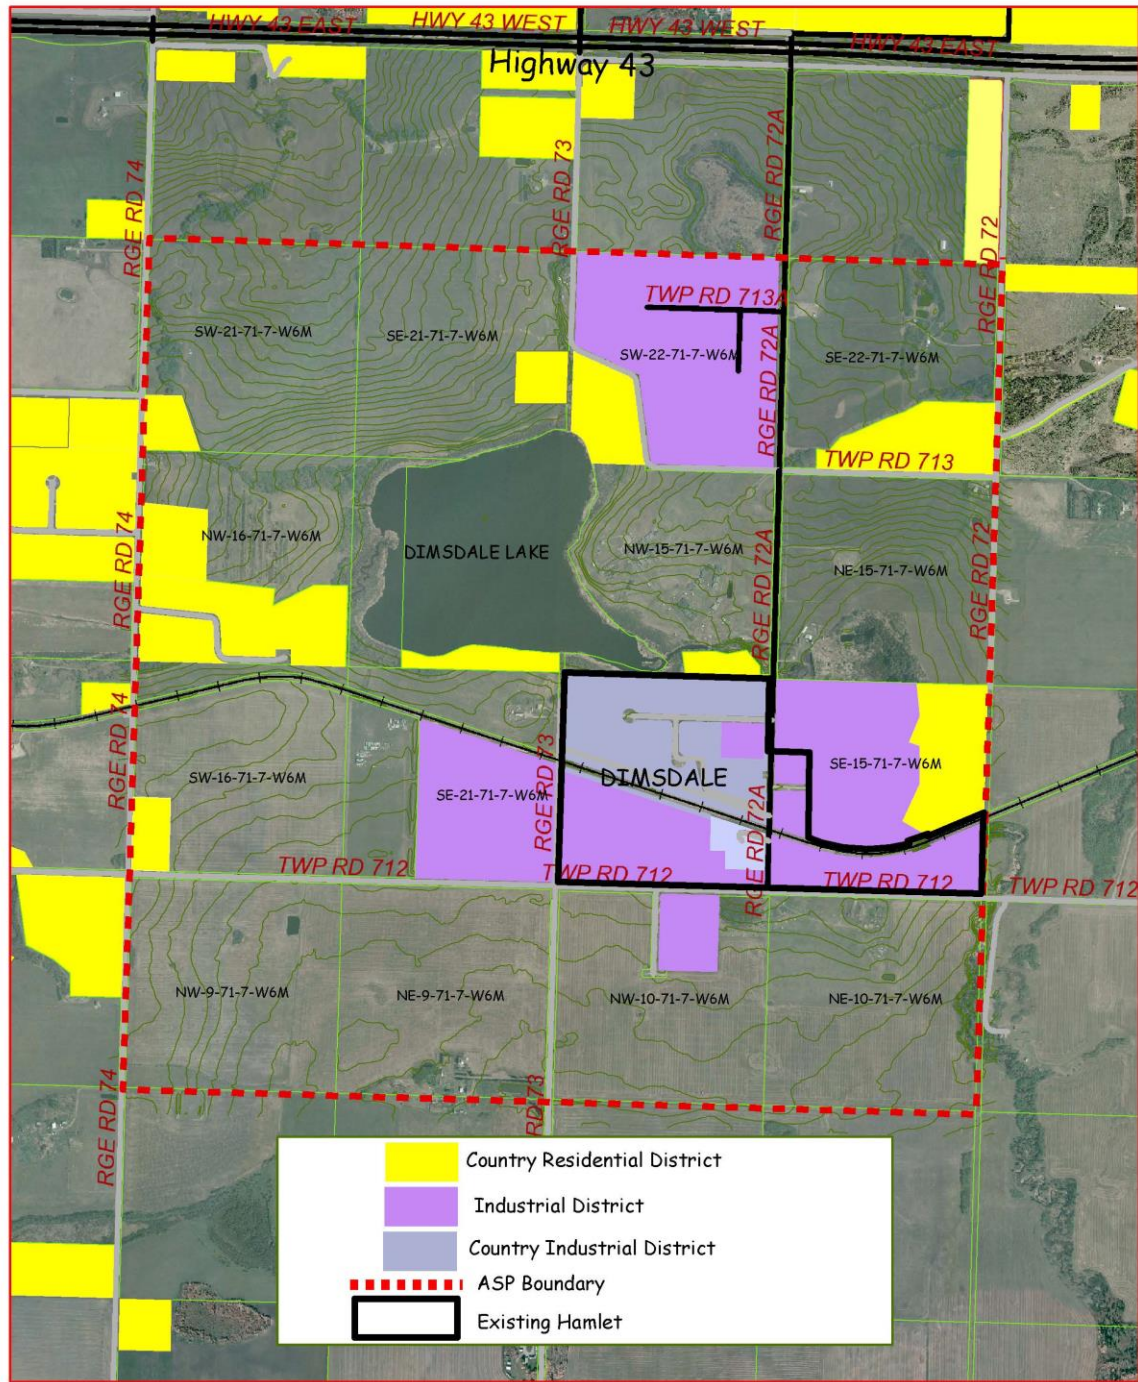 HWY 43 EAST
HWY 43 WEST
HWY 43 WEST
HWY 43 EAST
Highway 43
RGE RD 74
RGE RD 73
RGE RD 72A
RGE RD 72
TWP RD 713A
SW-21-71-7-W6M
SE-21-71-7-W6M
SW-22-71-7-W6M
RGE RD 72A
SE-22-71-7-W6M
TWP RD 713
RGE RD 74
NW-16-71-7-W6M
DIMSDALE LAKE
NW-15-71-7-W6M
RGE RD 72A
NE-15-71-7-W6M
RGE RD 72
RGE RD 74
SW-16-71-7-W6M
SE-21-71-7-W6M
RGE RD 73
DIMSDALE
RGE RD 72A
SE-15-71-7-W6M
TWP RD 712
TWP RD 712
TWP RD 712
TWP RD 712
NW-9-71-7-W6M
NE-9-71-7-W6M
NW-10-71-7-W6M
NE-10-71-7-W6M
RGE RD 74
RGE RD 73
Country Residential District
Industrial District
Country Industrial District
ASP Boundary
Existing Hamlet